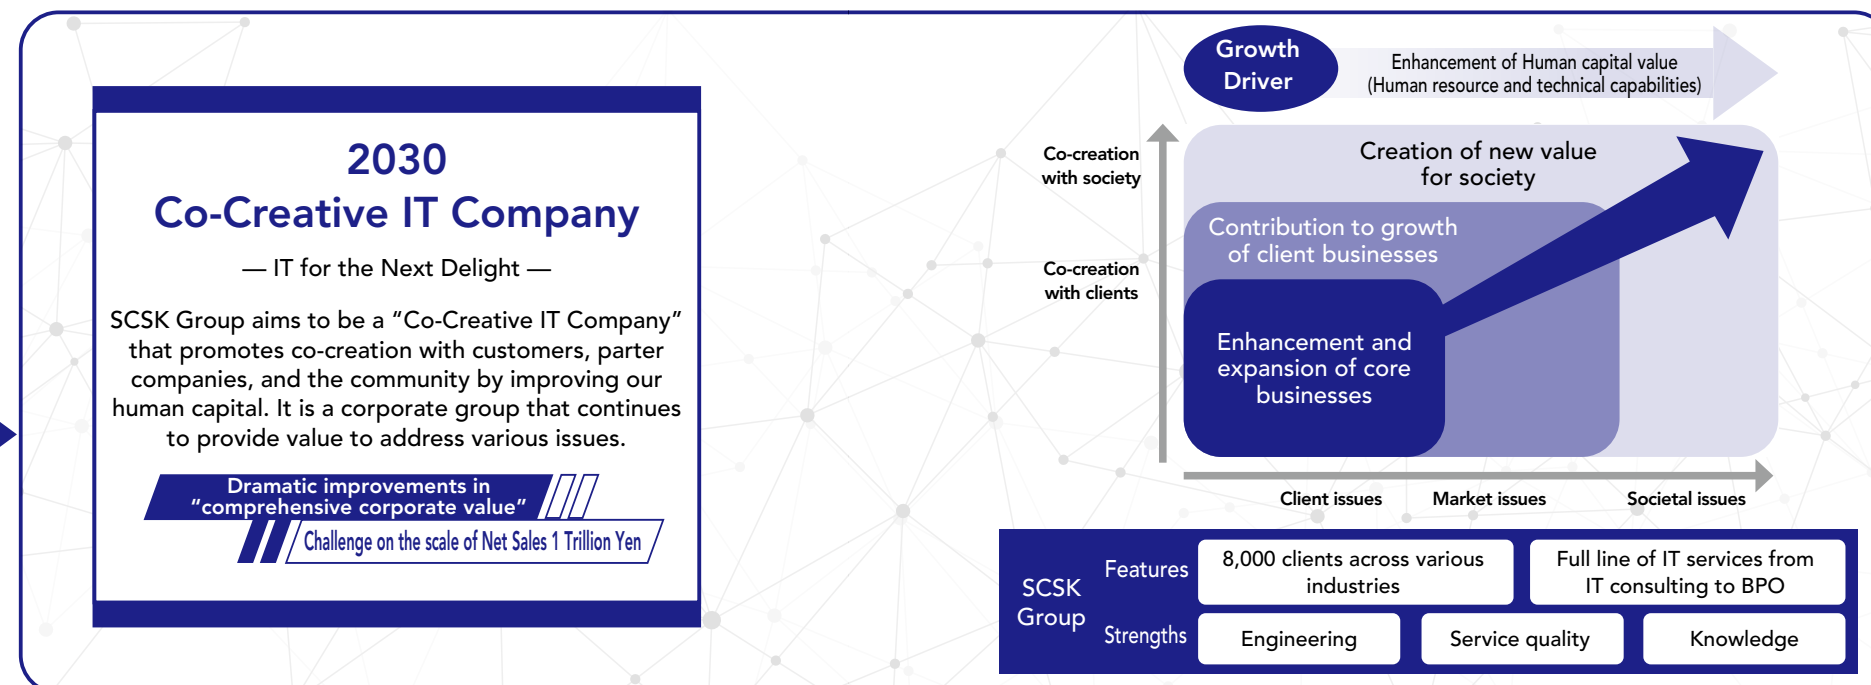 2030
Co-Creative IT Company
— IT for the Next Delight —
SCSK Group aims to be a “Co-Creative IT Company”
that promotes co-creation with customers, parter
companies, and the community by improving our
human capital. It is a corporate group that continues
to provide value to address various issues.
Dramatic improvements in
“comprehensive corporate value”
Challenge on the scale of Net Sales 1 Trillion Yen
Growth
Driver
Enhancement of Human capital value
(Human resource and technical capabilities)
Co-creation
with society
Co-creation
with clients
Creation of new value
for society
Contribution to growth
of client businesses
Enhancement and
expansion of core
businesses
Client issues
Market issues
Societal issues
SCSK
Group
Features
8,000 clients across various
industries
Full line of IT services from
IT consulting to BPO
Strengths
Engineering
Service quality
Knowledge